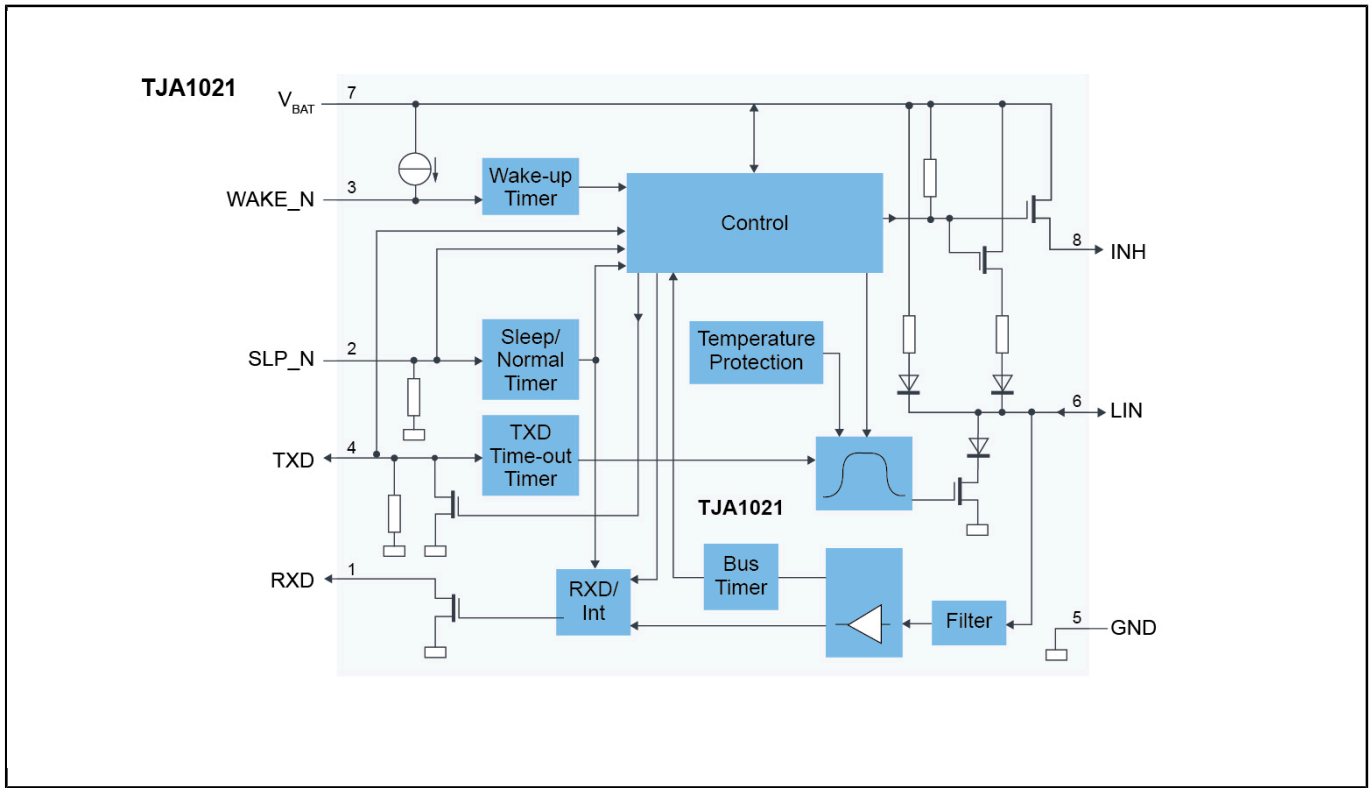 TJA1021
VBAT
7
WAKE_N
3
Wake-up
Timer
Control
8
INH
SLP_N
2
Sleep/
Normal
Timer
Temperature
Protection
6
LIN
TXD
4
TXD
Time-out
Timer
TJA1021
RXD
1
RXD/
Int
Bus
Timer
Filter
5
GND